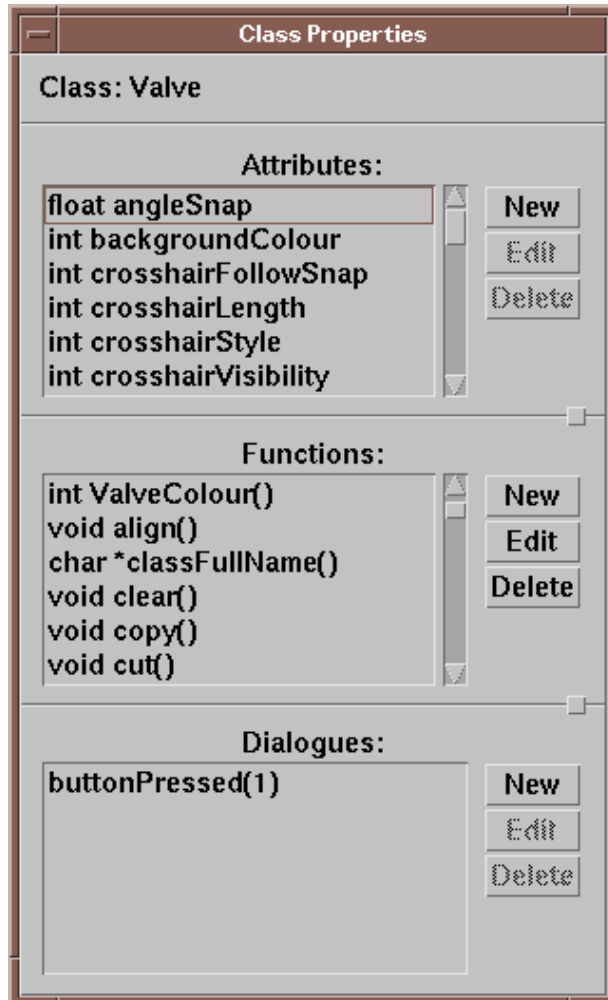 Class Properties
Class: Valve
Attributes:
float angleSnap
int backgroundColour
int crosshairFollowSnap
int crosshairLength
int crosshairStyle
int crosshairVisibility
New
Edit
Delete
Functions:
int ValveColour()
void align()
char *classFullName()
void clear()
void copy()
void cut()
New
Edit
Delete
Dialogues:
buttonPressed(1)
New
Edit
Delete